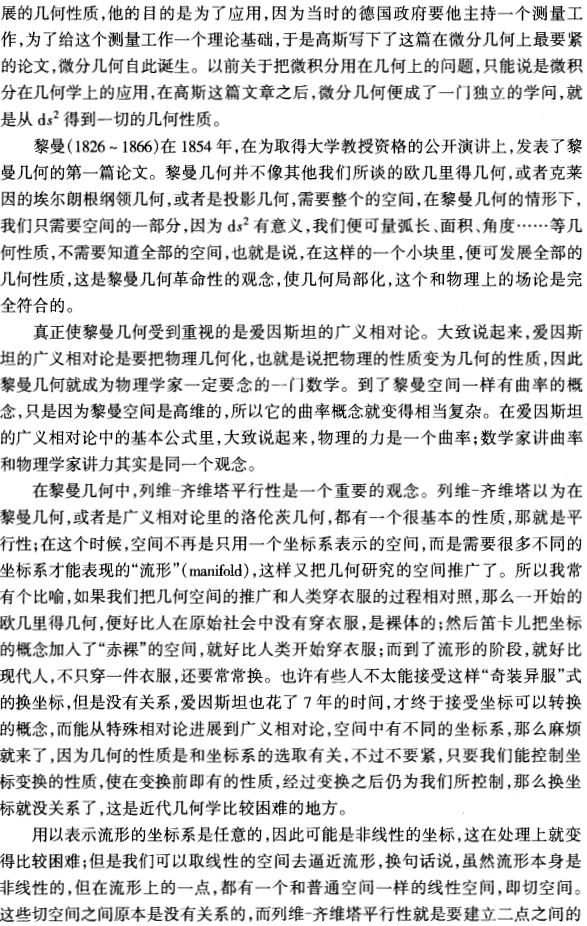 展的几何性质,他的目的是为了应用,因为当时的德国政府要他主持一个测量工
作,为了给这个测量工作一个理论基础,于是高斯写下了这篇在微分几何上最要紧
的论文,微分几何自此诞生。以前关于把微积分用在几何上的问题,只能说是微积
分在几何学上的应用,在高斯这篇文章之后,微分几何便成了一门独立的学问,就
是从 ds² 得到一切的几何性质。
黎曼(1826~1866)在 1854 年,在为取得大学教授资格的公开演讲上,发表了黎
曼几何的第一篇论文。黎曼几何并不像其他我们所谈的欧几里得几何,或者克莱
因的埃尔朗根纲领几何,或者是投影几何,需要整个的空间,在黎曼几何的情形下,
我们只需要空间的一部分,因为 ds² 有意义,我们便可量弧长、面积、角度……等几
何性质,不需要知道全部的空间,也就是说,在这样的一个小块里,便可发展全部的
几何性质,这是黎曼几何革命性的观念,使几何局部化,这个和物理上的场论是完
全符合的。
真正使黎曼几何受到重视的是爱因斯坦的广义相对论。大致说起来,爱因斯
坦的广义相对论是要把物理几何化,也就是说把物理的性质变为几何的性质,因此
黎曼几何就成为物理学家一定要念的一门数学。到了黎曼空间一样有曲率的概
念,只是因为黎曼空间是高维的,所以它的曲率概念就变得相当复杂。在爱因斯坦
的广义相对论中的基本公式里,大致说起来,物理的力是一个曲率;数学家讲曲率
和物理学家讲力其实是同一个观念。
在黎曼几何中,列维-齐维塔平行性是一个重要的观念。列维-齐维塔以为在
黎曼几何,或者是广义相对论里的洛伦茨几何,都有一个很基本的性质,那就是平
行性;在这个时候,空间不再是只用一个坐标系表示的空间,而是需要很多不同的
坐标系才能表现的“流形”(manifold),这样又把几何研究的空间推广了。所以我常
有个比喻,如果我们把几何空间的推广和人类穿衣服的过程相对照,那么一开始的
欧几里得几何,便好比人在原始社会中没有穿衣服,是裸体的;然后笛卡儿把坐标
的概念加入了“赤裸”的空间,就好比人类开始穿衣服;而到了流形的阶段,就好比
现代人,不只穿一件衣服,还要常常换。也许有些人不太能接受这样“奇装异服”式
的换坐标,但是没有关系,爱因斯坦也花了 7 年的时间,才终于接受坐标可以转换
的概念,而能从特殊相对论进展到广义相对论,空间中有不同的坐标系,那么麻烦
就来了,因为几何的性质是和坐标系的选取有关,不过不要紧,只要我们能控制坐
标变换的性质,使在变换前即有的性质,经过变换之后仍为我们所控制,那么换坐
标就没关系了,这是近代几何学比较困难的地方。
用以表示流形的坐标系是任意的,因此可能是非线性的坐标,这在处理上就变
得比较困难;但是我们可以取线性的空间去逼近流形,换句话说,虽然流形本身是
非线性的,但在流形上的一点,都有一个和普通空间一样的线性空间,即切空间。
这些切空间之间原本是没有关系的,而列维-齐维塔平行性就是要建立二点之间的